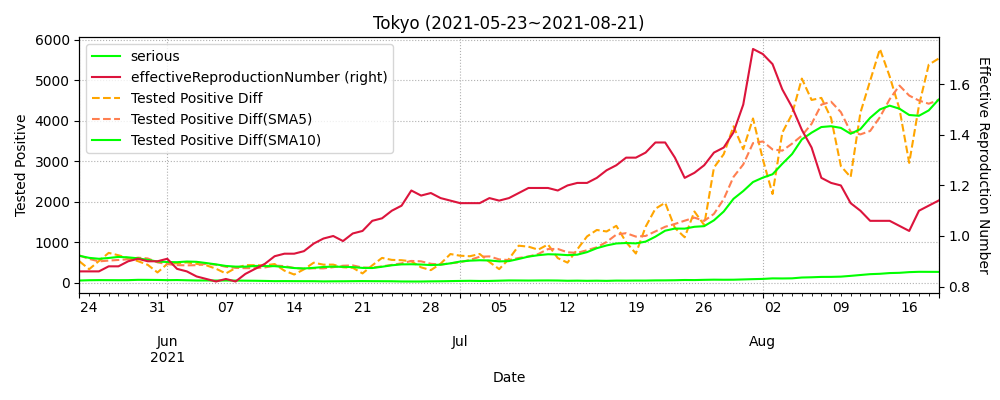 Tokyo (2021-05-23~2021-08-21)
serious
effectiveReproductionNumber (right)
Tested Positive Diff
Tested Positive Diff(SMA5)
Tested Positive Diff(SMA10)
Tested Positive
6000
5000
4000
3000
2000
1000
0
Effective Reproduction Number
1.6
1.4
1.2
1.0
0.8
24 31 07 14 21 28 05 12 19 26 02 09 16
Jun Jul Aug
2021
Date